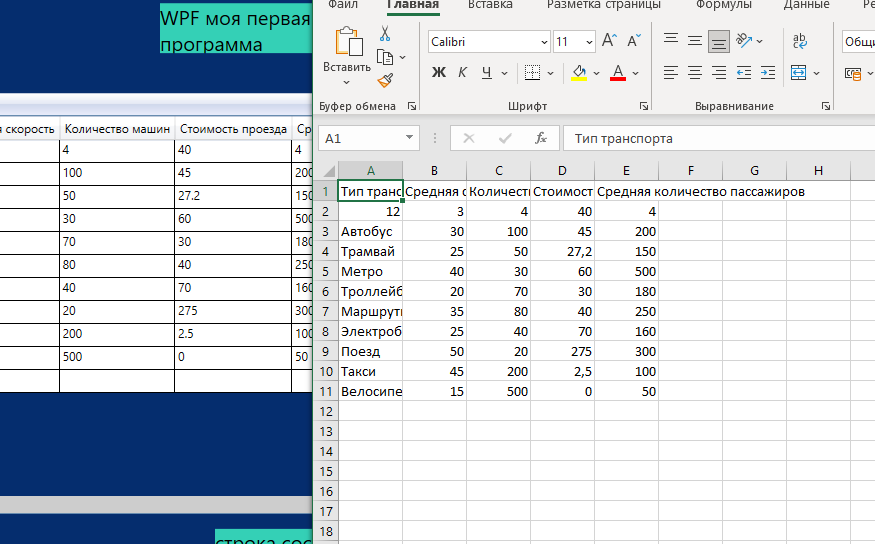 WPF моя первая
программа
скорость Количество машин Стоимость проезда Ср
4 40 4
100 45 200
50 27.2 150
30 60 500
70 30 180
80 40 250
40 70 160
20 275 300
200 2.5 100
500 0 50
строка сос
Файл Главная Вставка Разметка страницы Формулы Данные Ре
Вставить
Calibri 11
Ж К Ч
Общи
Буфер обмена Шрифт Выравнивание
A1 fx Тип транспорта
A B C D E F G H
1 Тип транс Средняя с Количест Стоимост Средняя количество пассажиров
2 12 3 4 40 4
3 Автобус 30 100 45 200
4 Трамвай 25 50 27,2 150
5 Метро 40 30 60 500
6 Троллейб 20 70 30 180
7 Маршрут 35 80 40 250
8 Электроб 25 40 70 160
9 Поезд 50 20 275 300
10 Такси 45 200 2,5 100
11 Велосипе 15 500 0 50
12
13
14
15
16
17
18